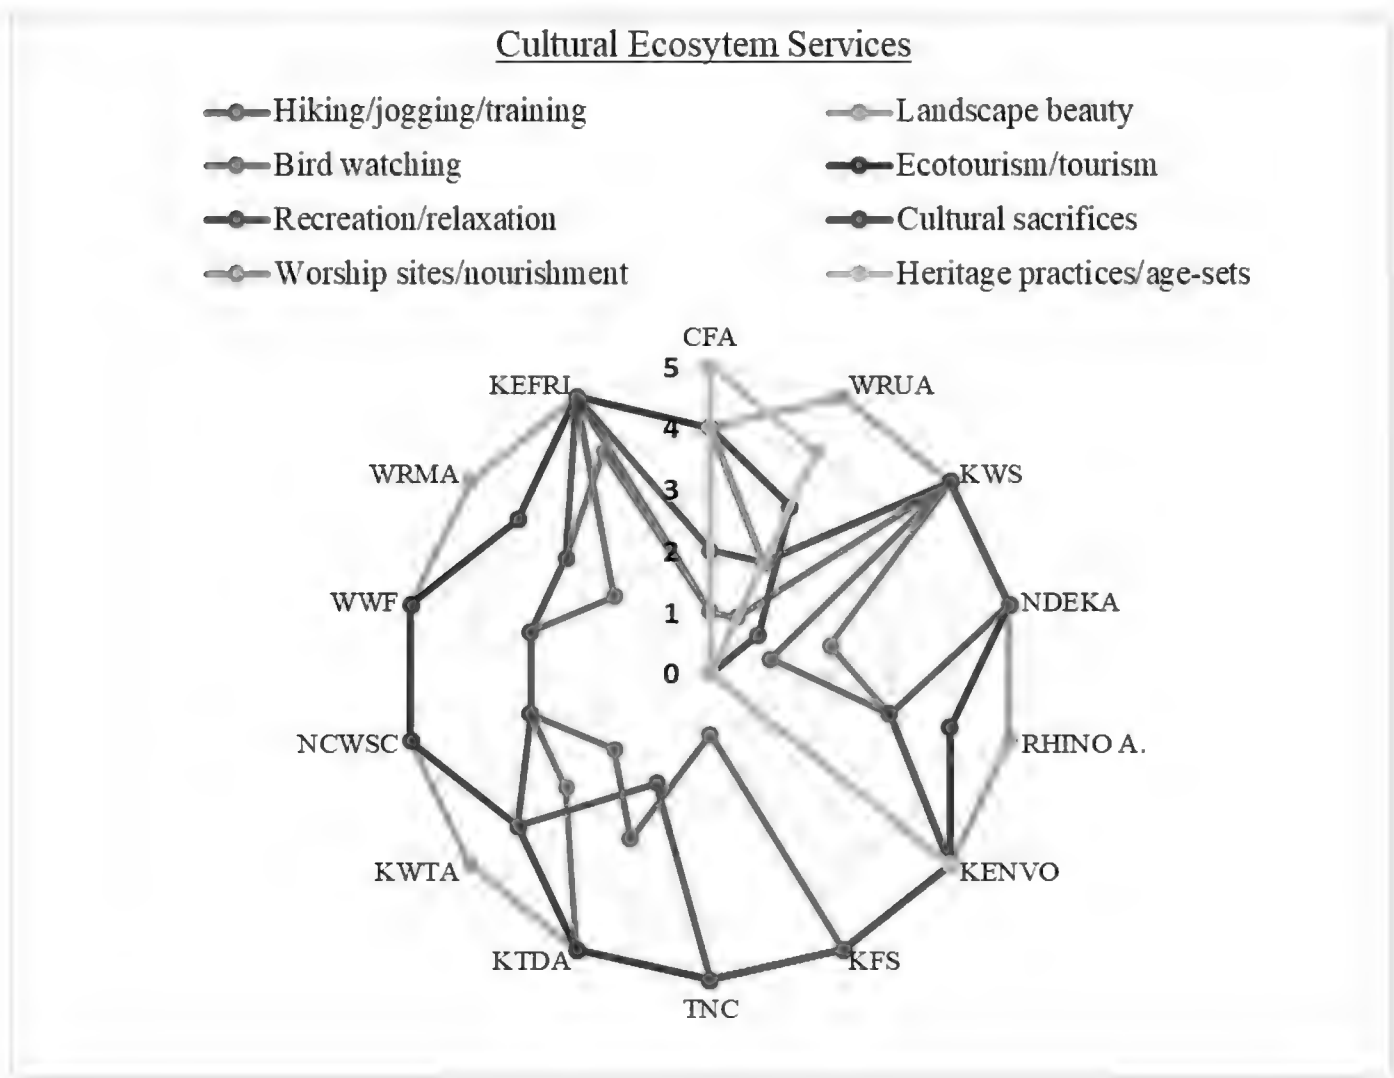 Cultural Ecosytem Services
Hiking/jogging/training
Landscape beauty
Bird watching
Ecotourism/tourism
Recreation/relaxation
Cultural sacrifices
Worship sites/nourishment
Heritage practices/age-sets
CFA
5
KEFRI
WRUA
4
WRMA
KWS
3
2
WWF
NDEKA
1
0
NCWSC
RHINO A.
KWTA
KENVO
KTDA
KFS
TNC